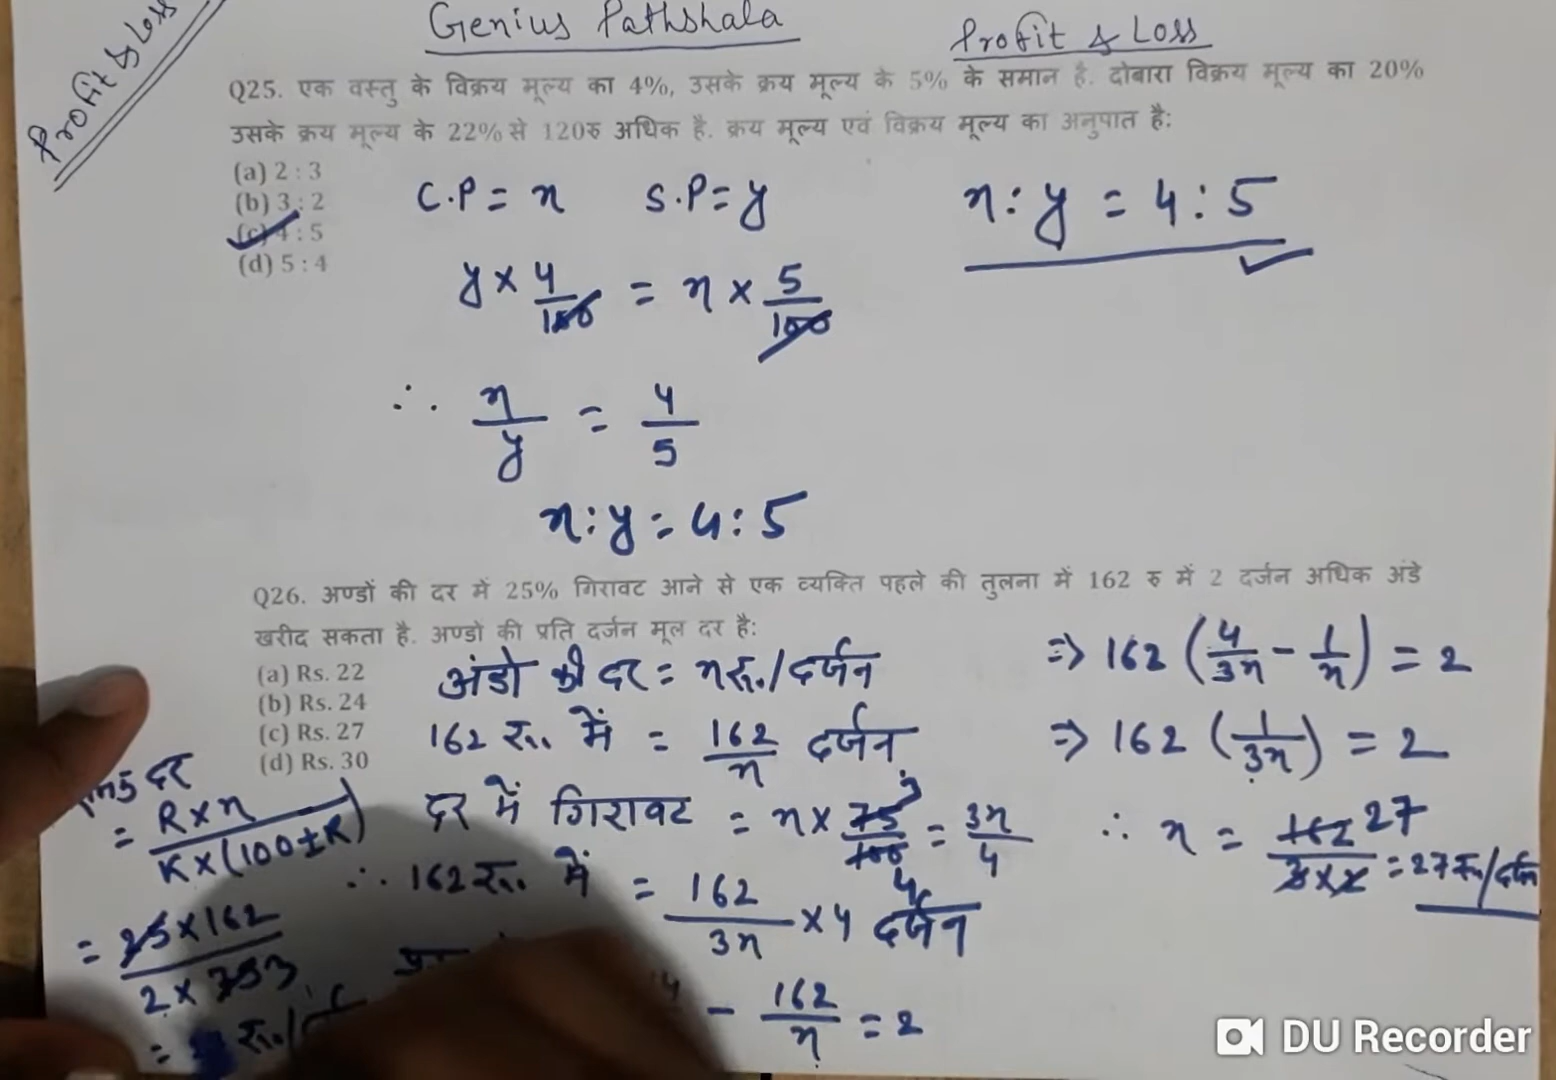 Genius Pathshala
Profit & Loss
Profit & Loss
Q25. एक वस्तु के विक्रय मूल्य का 4%, उसके क्रय मूल्य के 5% के समान है. दोबारा विक्रय मूल्य का 20%
उसके क्रय मूल्य के 22% से 120रु अधिक है. क्रय मूल्य एवं विक्रय मूल्य का अनुपात है:
(a) 2 : 3
(b) 3 : 2
(c) 4 : 5
(d) 5 : 4
C.P = x S.P = y
y × 4/100 = x × 5/100
∴ x/y = 4/5
x : y = 4 : 5
x : y = 4 : 5
Q26. अण्डों की दर में 25% गिरावट आने से एक व्यक्ति पहले की तुलना में 162 रु में 2 दर्जन अधिक अंडे
खरीद सकता है. अण्डो की प्रति दर्जन मूल दर है:
(a) Rs. 22
(b) Rs. 24
(c) Rs. 27
(d) Rs. 30
अंडो की दर = x रु./दर्जन
162 रु. में = 162/x दर्जन
दर में गिरावट = x × 75/100 = 3x/4
∴ 162 रु. में = 162/3x × 4 दर्जन
- 162/x = 2
⇒ 162 (4/3x - 1/x) = 2
⇒ 162 (1/3x) = 2
∴ x = 162/3×2 27 = 27 रु./दर्जन
दर
= R × x / K × (100 ± R)
= 25 × 162 / 2 × 75 3
= रु./
DU Recorder